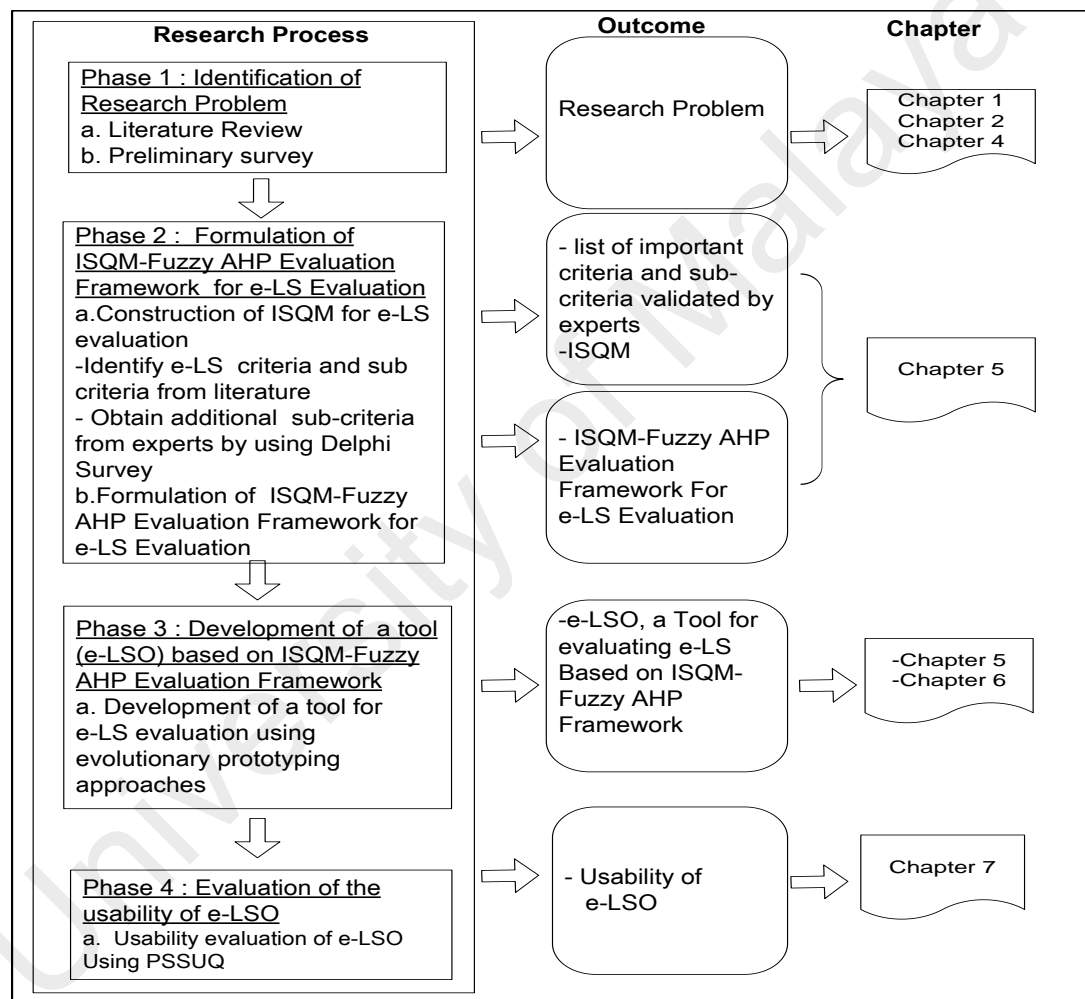 Research Process
Outcome
Chapter
Phase 1 : Identification of
Research Problem
a. Literature Review
b. Preliminary survey
Research Problem
Chapter 1
Chapter 2
Chapter 4
Phase 2 : Formulation of
ISQM-Fuzzy AHP Evaluation
Framework for e-LS Evaluation
a.Construction of ISQM for e-LS
evaluation
-Identify e-LS criteria and sub
criteria from literature
- Obtain additional sub-criteria
from experts by using Delphi
Survey
b.Formulation of ISQM-Fuzzy
AHP Evaluation Framework for
e-LS Evaluation
- list of important
criteria and sub-
criteria validated by
experts
-ISQM
- ISQM-Fuzzy AHP
Evaluation
Framework For
e-LS Evaluation
Chapter 5
Phase 3 : Development of a tool
(e-LSO) based on ISQM-Fuzzy
AHP Evaluation Framework
a. Development of a tool for
e-LS evaluation using
evolutionary prototyping
approaches
-e-LSO, a Tool for
evaluating e-LS
Based on ISQM-
Fuzzy AHP
Framework
-Chapter 5
-Chapter 6
Phase 4 : Evaluation of the
usability of e-LSO
a. Usability evaluation of e-LSO
Using PSSUQ
- Usability of
e-LSO
Chapter 7
University of Malaya